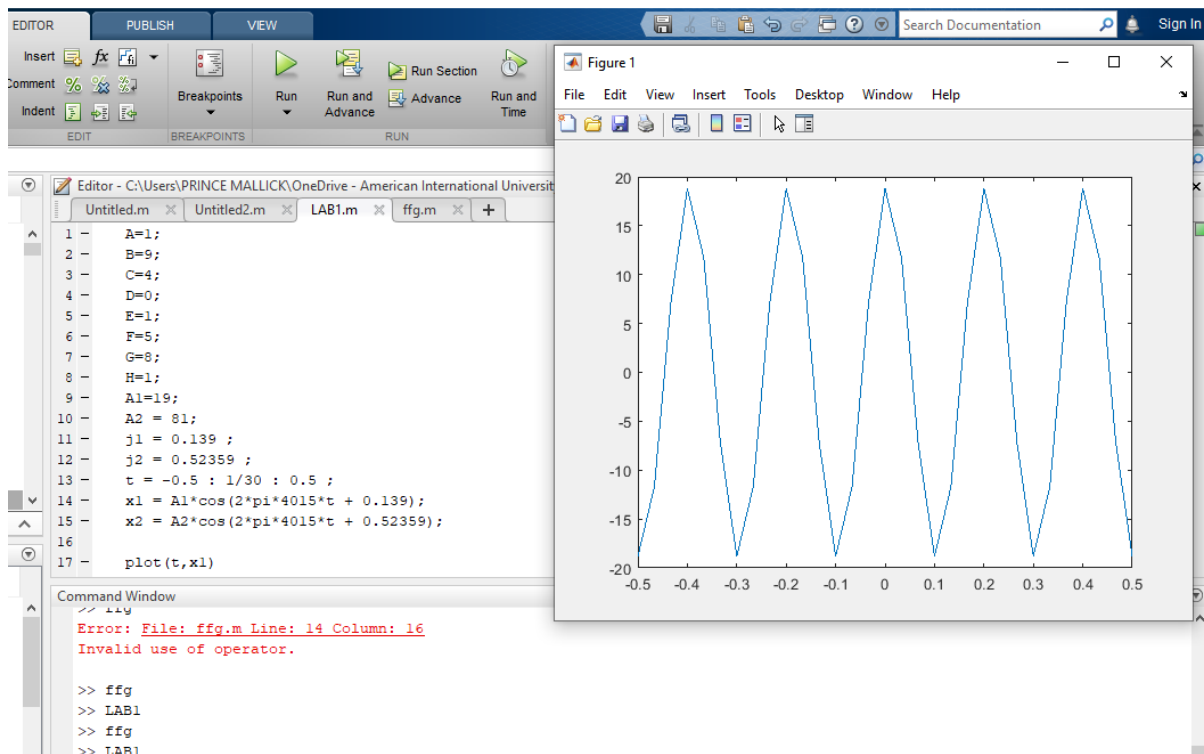 EDITOR PUBLISH VIEW
Search Documentation
Sign In
Insert fx
Comment
Indent
Breakpoints
Run
Run and Advance
Run Section
Advance
Run and Time
EDIT BREAKPOINTS RUN
Editor - C:\Users\PRINCE MALLICK\OneDrive - American International Universit
Untitled.m Untitled2.m LAB1.m ffg.m
1 - A=1;
2 - B=9;
3 - C=4;
4 - D=0;
5 - E=1;
6 - F=5;
7 - G=8;
8 - H=1;
9 - A1=19;
10 - A2 = 81;
11 - j1 = 0.139 ;
12 - j2 = 0.52359 ;
13 - t = -0.5 : 1/30 : 0.5 ;
14 - x1 = A1*cos(2*pi*4015*t + 0.139);
15 - x2 = A2*cos(2*pi*4015*t + 0.52359);
16
17 - plot(t,x1)
Command Window
>> ffg
Error: File: ffg.m Line: 14 Column: 16
Invalid use of operator.
>> ffg
>> LAB1
>> ffg
>> LAB1
Figure 1
File Edit View Insert Tools Desktop Window Help
20
15
10
5
0
-5
-10
-15
-20
-0.5 -0.4 -0.3 -0.2 -0.1 0 0.1 0.2 0.3 0.4 0.5